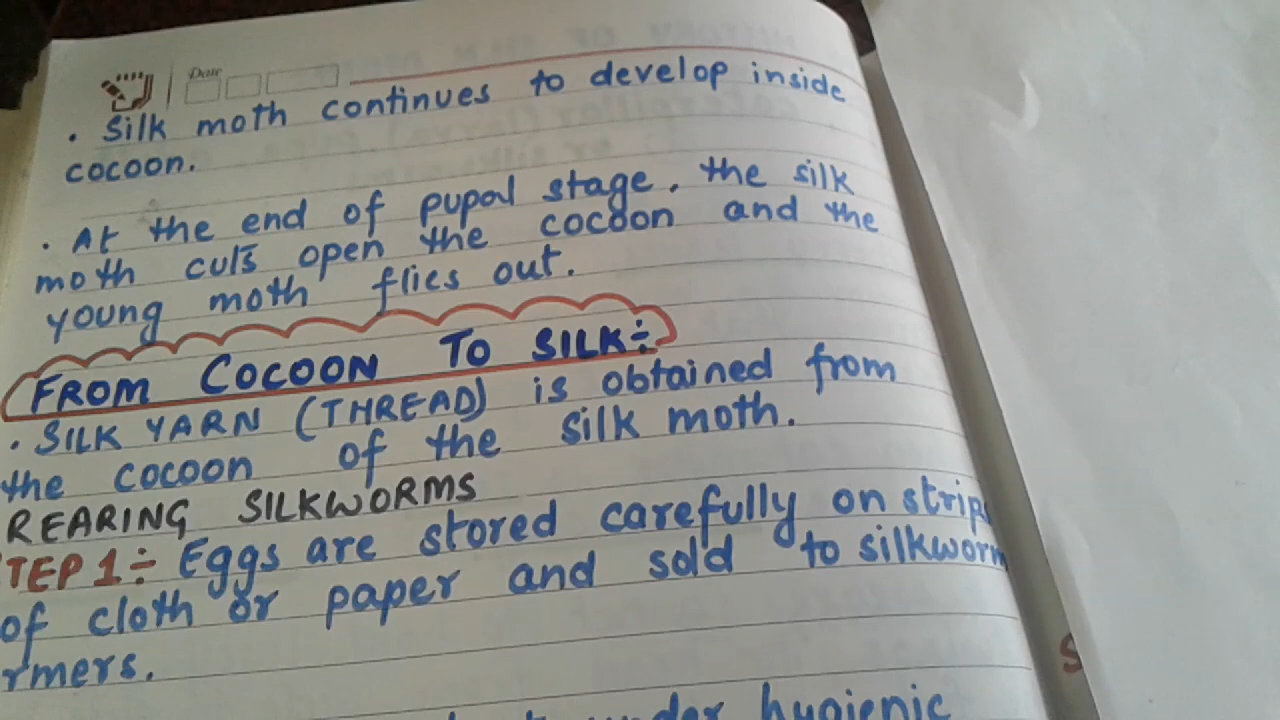 Date
. Silk moth continues to develop inside
cocoon.
. At the end of pupal stage, the silk
moth cuts open the cocoon and the
young moth flies out.
FROM COCOON TO SILK÷
. SILK YARN (THREAD) is obtained from
the cocoon of the silk moth.
REARING SILKWORMS
TEP 1÷ Eggs are stored carefully on strips
of cloth or paper and sold to silkworm
rmers.
under hygienic